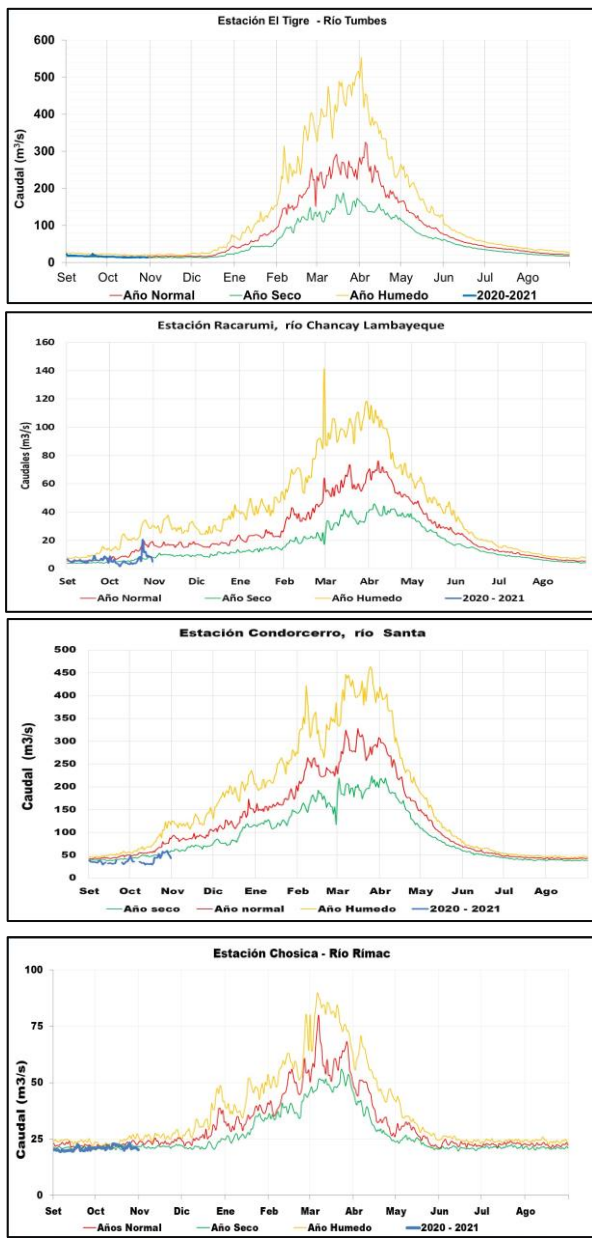 Estación El Tigre - Río Tumbes
Caudal (m³/s)
600
500
400
300
200
100
0
Set Oct Nov Dic Ene Feb Mar Abr May Jun Jul Ago
Año Normal Año Seco Año Humedo 2020-2021
Estación Racarumi, río Chancay Lambayeque
Caudales (m3/s)
160
140
120
100
80
60
40
20
0
Set Oct Nov Dic Ene Feb Mar Abr May Jun Jul Ago
Año Normal Año Seco Año Humedo 2020 - 2021
Estación Condorcerro, río Santa
Caudal (m3/s)
500
450
400
350
300
250
200
150
100
50
0
Set Oct Nov Dic Ene Feb Mar Abr May Jun Jul Ago
Año seco Año normal Año Humedo 2020 - 2021
Estación Chosica - Río Rímac
Caudal (m3/s)
100
75
50
25
0
Set Oct Nov Dic Ene Feb Mar Abr May Jun Jul Ago
Años Normal Año Seco Año Humedo 2020 - 2021